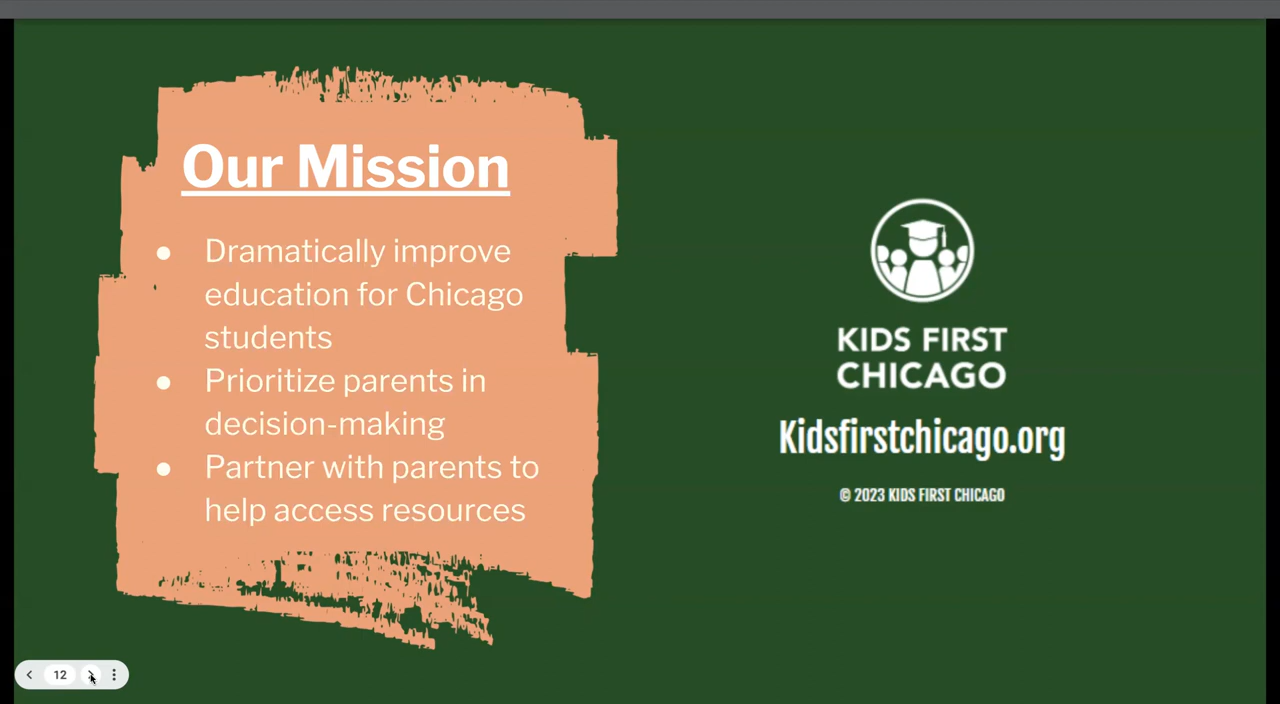 Our Mission
● Dramatically improve
education for Chicago
students
● Prioritize parents in
decision-making
● Partner with parents to
help access resources
KIDS FIRST
CHICAGO
Kidsfirstchicago.org
© 2023 KIDS FIRST CHICAGO
12